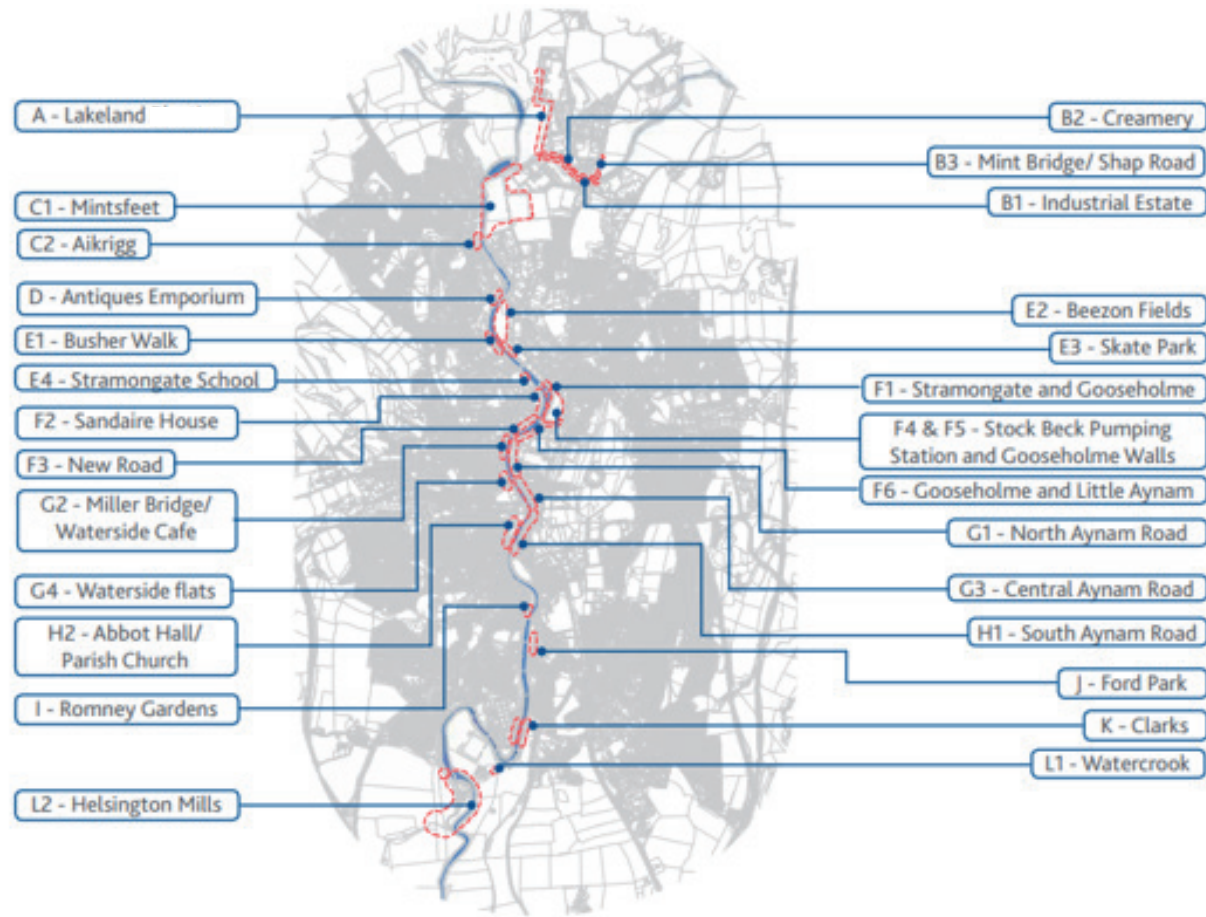 A - Lakeland
C1 - Mintsfeet
C2 - Aikrigg
D - Antiques Emporium
E1 - Busher Walk
E4 - Stramongate School
F2 - Sandaire House
F3 - New Road
G2 - Miller Bridge/
Waterside Cafe
G4 - Waterside flats
H2 - Abbot Hall/
Parish Church
I - Romney Gardens
L2 - Helsington Mills
B2 - Creamery
B3 - Mint Bridge/ Shap Road
B1 - Industrial Estate
E2 - Beezon Fields
E3 - Skate Park
F1 - Stramongate and Gooseholme
F4 & F5 - Stock Beck Pumping
Station and Gooseholme Walls
F6 - Gooseholme and Little Aynam
G1 - North Aynam Road
G3 - Central Aynam Road
H1 - South Aynam Road
J - Ford Park
K - Clarks
L1 - Watercrook